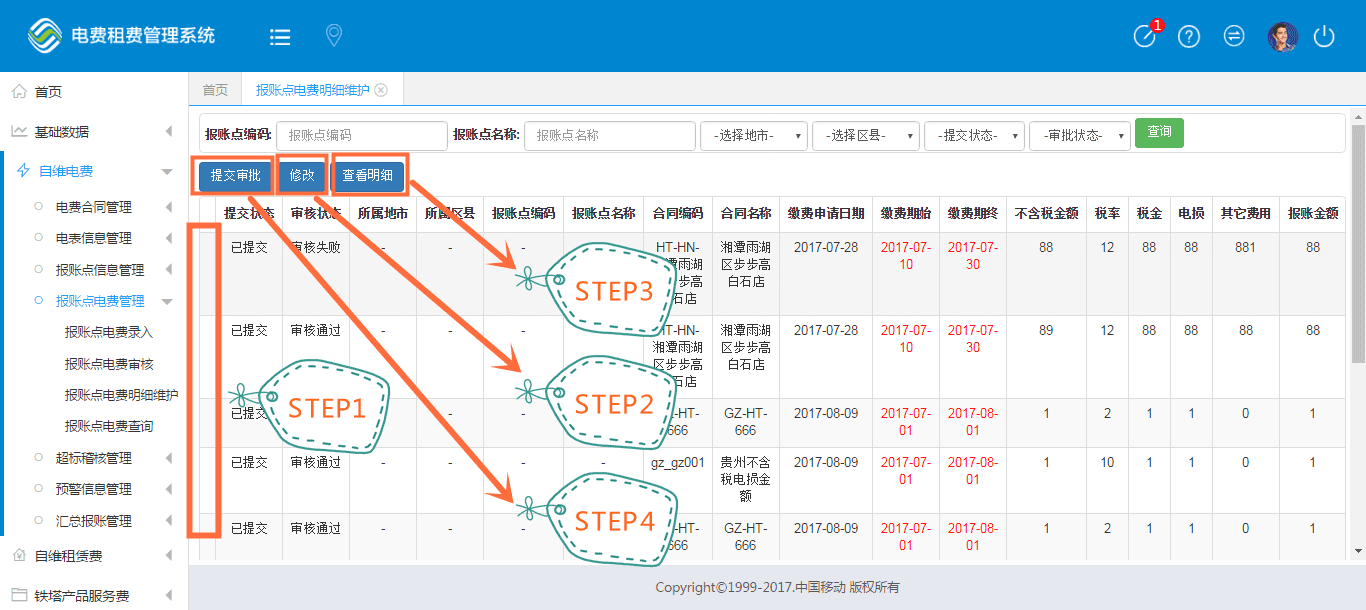 电费租费管理系统
1
首页
基础数据
自维电费
电费合同管理
电表信息管理
报账点信息管理
报账点电费管理
报账点电费录入
报账点电费审核
报账点电费明细维护
报账点电费查询
超标稽核管理
预警信息管理
汇总报账管理
自维租赁费
铁塔产品服务费
首页 报账点电费明细维护
报账点编码: 报账点编码 报账点名称: 报账点名称 -选择地市- -选择区县- -提交状态- -审批状态- 查询
提交审批 修改 查看明细
提交状态 审核状态 所属地市 所属区县 报账点编码 报账点名称 合同编码 合同名称 缴费申请日期 缴费期始 缴费期终 不含税金额 税率 税金 电损 其它费用 报账金额
已提交 审核失败 - - - HT-HN- 湘潭雨湖 2017-07-28 2017-07- 2017-07- 88 12 88 88 881 88
潭雨湖 区步步高 10 30
步高 白石店
石店
STEP3
已提交 审核通过 - - - HT-HN- 湘潭雨湖 2017-07-28 2017-07- 2017-07- 89 12 88 88 88 88
湘潭雨湖 区步步高 10 30
区步步高 白石店
石店
STEP1
STEP2
已提交 - - -HT- GZ-HT- 2017-08-09 2017-07- 2017-08- 1 2 1 1 0 1
666 666 01 01
已提交 审核通过 - - - - gz_gz001 贵州不含 2017-08-09 2017-07- 2017-08- 1 10 1 1 0 1
税电损金 01 01
额
已提交 审核通过 - - - -HT- GZ-HT- 2017-08-09 2017-07- 2017-08- 1 2 1 1 0 1
666 666 01 01
STEP4
Copyright©1999-2017.中国移动 版权所有